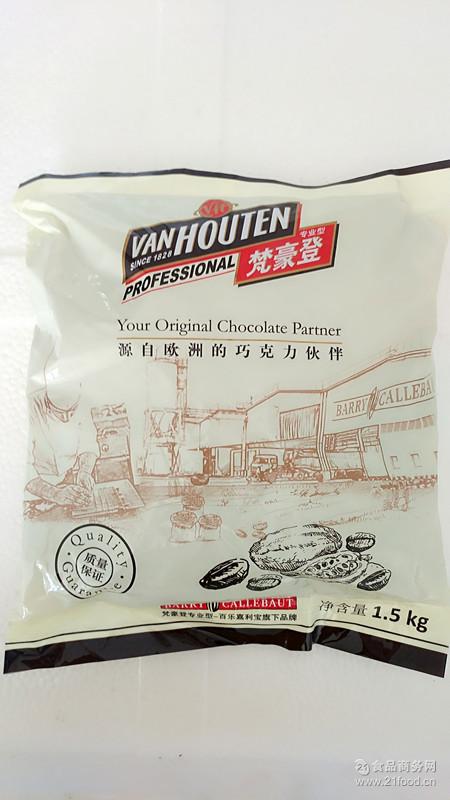 VH
VAN HOUTEN
SINCE 1828
PROFESSIONAL
专业型
梵豪登
Your Original Chocolate Partner
源自欧洲的巧克力伙伴
BARRY CALLEBA
Quality
质量
保证
Guarantee
BARRY CALLEBAUT
梵豪登专业型–百乐嘉利宝旗下品牌
净含量 1.5 kg
食品商务网
www.21food.cn